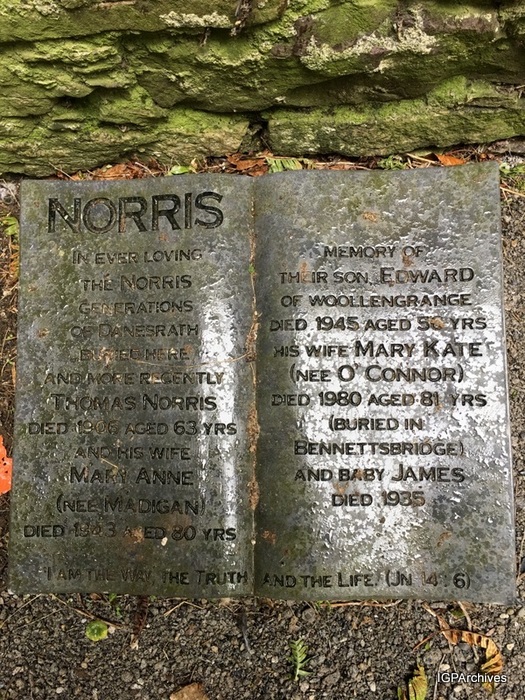 NORRIS
IN EVER LOVING
THE NORRIS
GENERATIONS
OF DANESRATH
BURIED HERE
AND MORE RECENTLY
THOMAS NORRIS
DIED AGED 63 YRS
AND HIS WIFE
MARY ANNE
(NEE MADIGAN)
DIED AGED 80 YRS
MEMORY OF
THEIR SON, EDWARD
OF WOOLLENGRANGE
DIED 1945 AGED YRS
HIS WIFE MARY KATE
(NEE O'CONNOR)
DIED 1980 AGED 81 YRS
(BURIED IN
BENNETTSBRIDGE)
AND BABY JAMES
DIED 1935
"I AM THE WAY, THE TRUTH AND THE LIFE." (JN 14:6)
IGPArchives